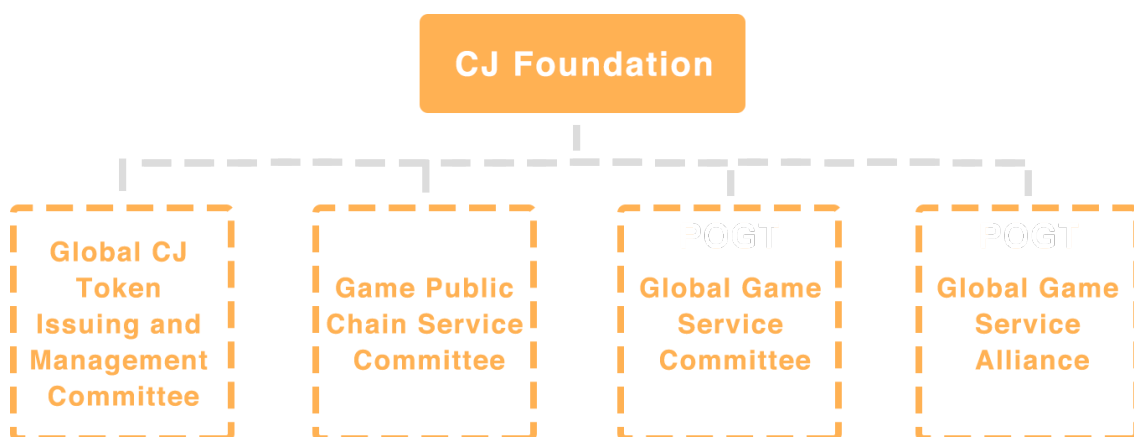 CJ Foundation
Global CJ
Token
Issuing and
Management
Committee
Game Public
Chain Service
Committee
POGT
Global Game
Service
Committee
POGT
Global Game
Service
Alliance